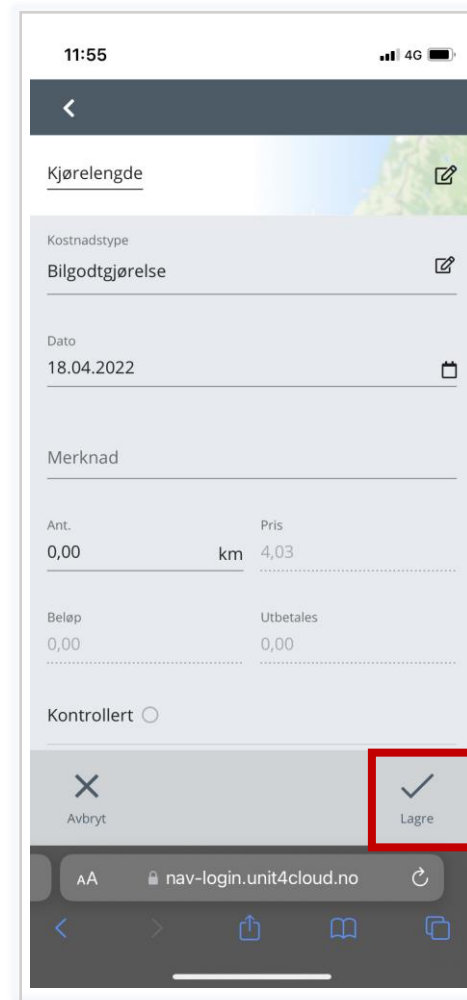 11:55 4G
Kjørelengde
Kostnadstype
Bilgodtgjørelse
Dato
18.04.2022
Merknad
Ant. Pris
0,00 km 4,03
Beløp Utbetales
0,00 0,00
Kontrollert
Avbryt Lagre
AA nav-login.unit4cloud.no